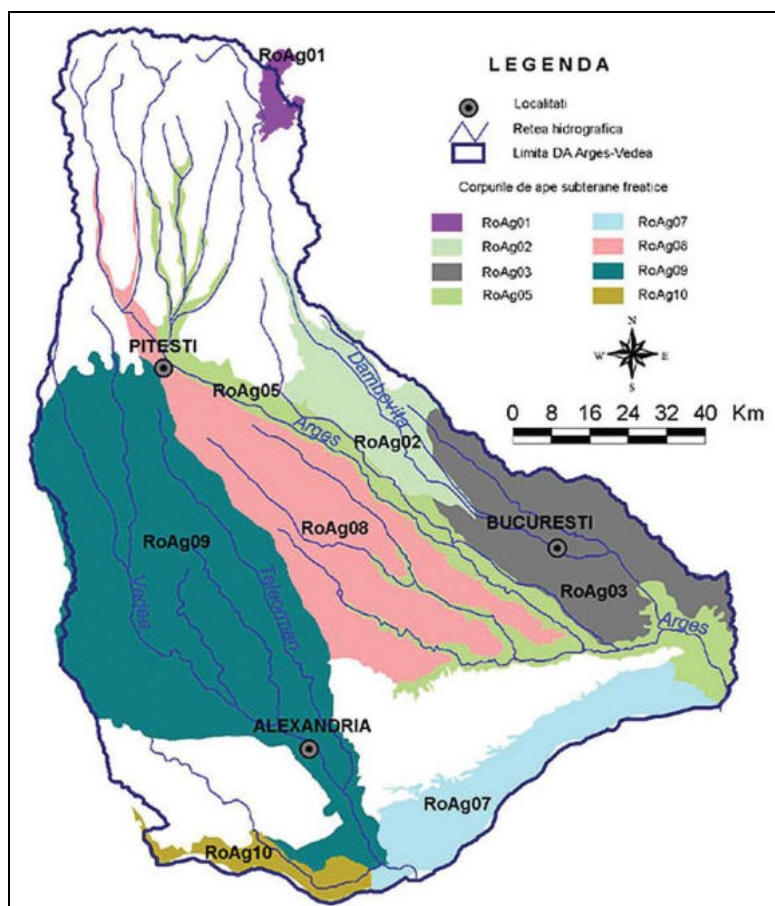 RoAg01
LEGENDA
Localitati
Retea hidrografica
Limita DA Arges-Vedea
Corpurile de ape subterane freatice
RoAg01
RoAg07
RoAg02
RoAg08
RoAg03
RoAg09
RoAg05
RoAg10
N
W E
S
0 8 16 24 32 40 Km
PITESTI
RoAg05
Dambovita
Arges
RoAg02
BUCURESTI
RoAg08
RoAg09
RoAg03
Vedea
Teleorman
Arges
ALEXANDRIA
RoAg07
RoAg10